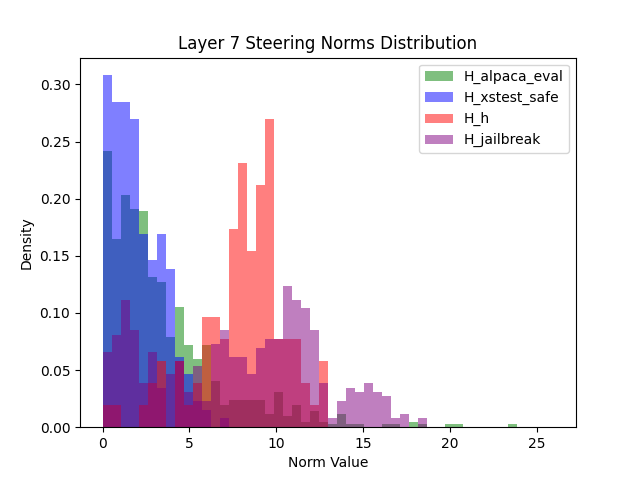 Layer 7 Steering Norms Distribution
H_alpaca_eval
H_xstest_safe
H_h
H_jailbreak
0.30
0.25
0.20
0.15
0.10
0.05
0.00
Density
0 5 10 15 20 25
Norm Value